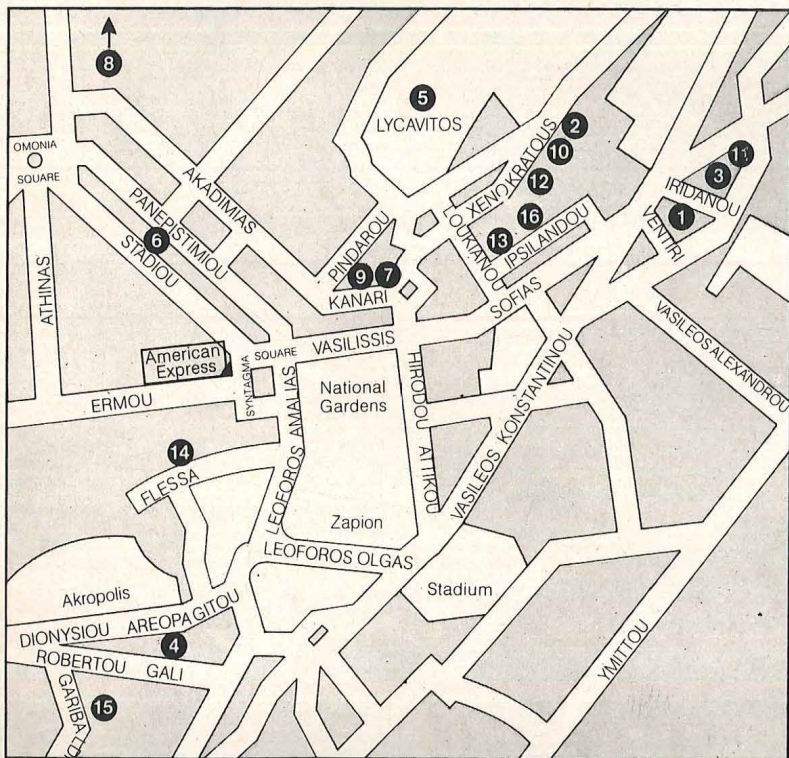 8
5
LYCAVITOS
2
10
12
16
13
11
3
1
OMONIA
SQUARE
AKADIMIAS
PANEPISTIMIOU
STADIOU
6
ATHINAS
PINDAROU
9
7
KANARI
XENOKRATOUS
LOUKIANOU
IPSILANDOU
IRIDANOU
VENTIRI
SOFIAS
VASILISSIS
SQUARE
SYNTAGMA
American
Express
ERMOU
National
Gardens
HIRODOU ATTIKOU
VASILEOS KONSTANTINOU
VASILEOS ALEXANDROU
LEOFOROS AMALIAS
14
FLESSA
Zapion
LEOFOROS OLGAS
Stadium
Akropolis
DIONYSIOU AREOPAGITOU
4
ROBERTOU GALI
GARIBALDI
15
YMITTOU